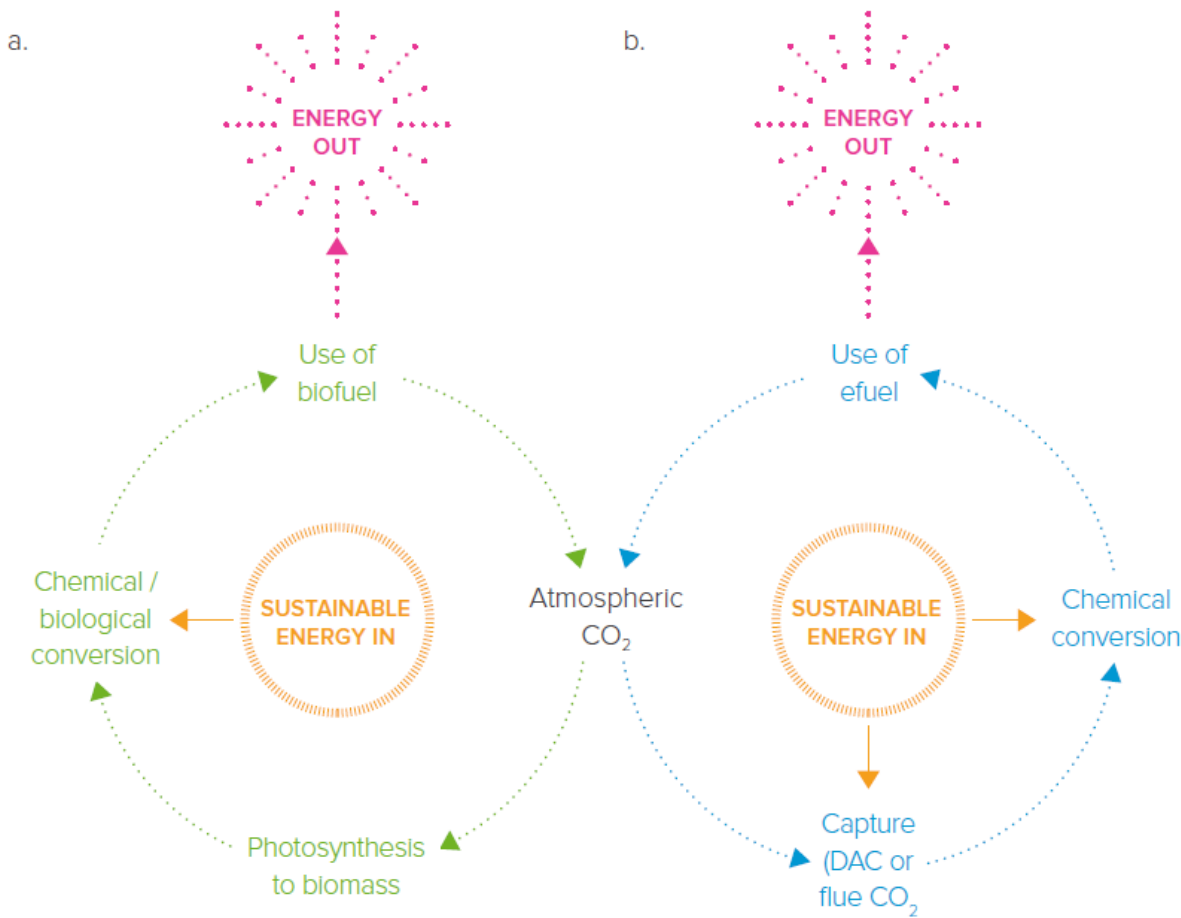 a.
ENERGY
OUT
Use of
biofuel
Chemical /
biological
conversion
SUSTAINABLE
ENERGY IN
Photosynthesis
to biomass
Atmospheric
CO₂
b.
ENERGY
OUT
Use of
efuel
SUSTAINABLE
ENERGY IN
Chemical
conversion
Capture
(DAC or
flue CO₂